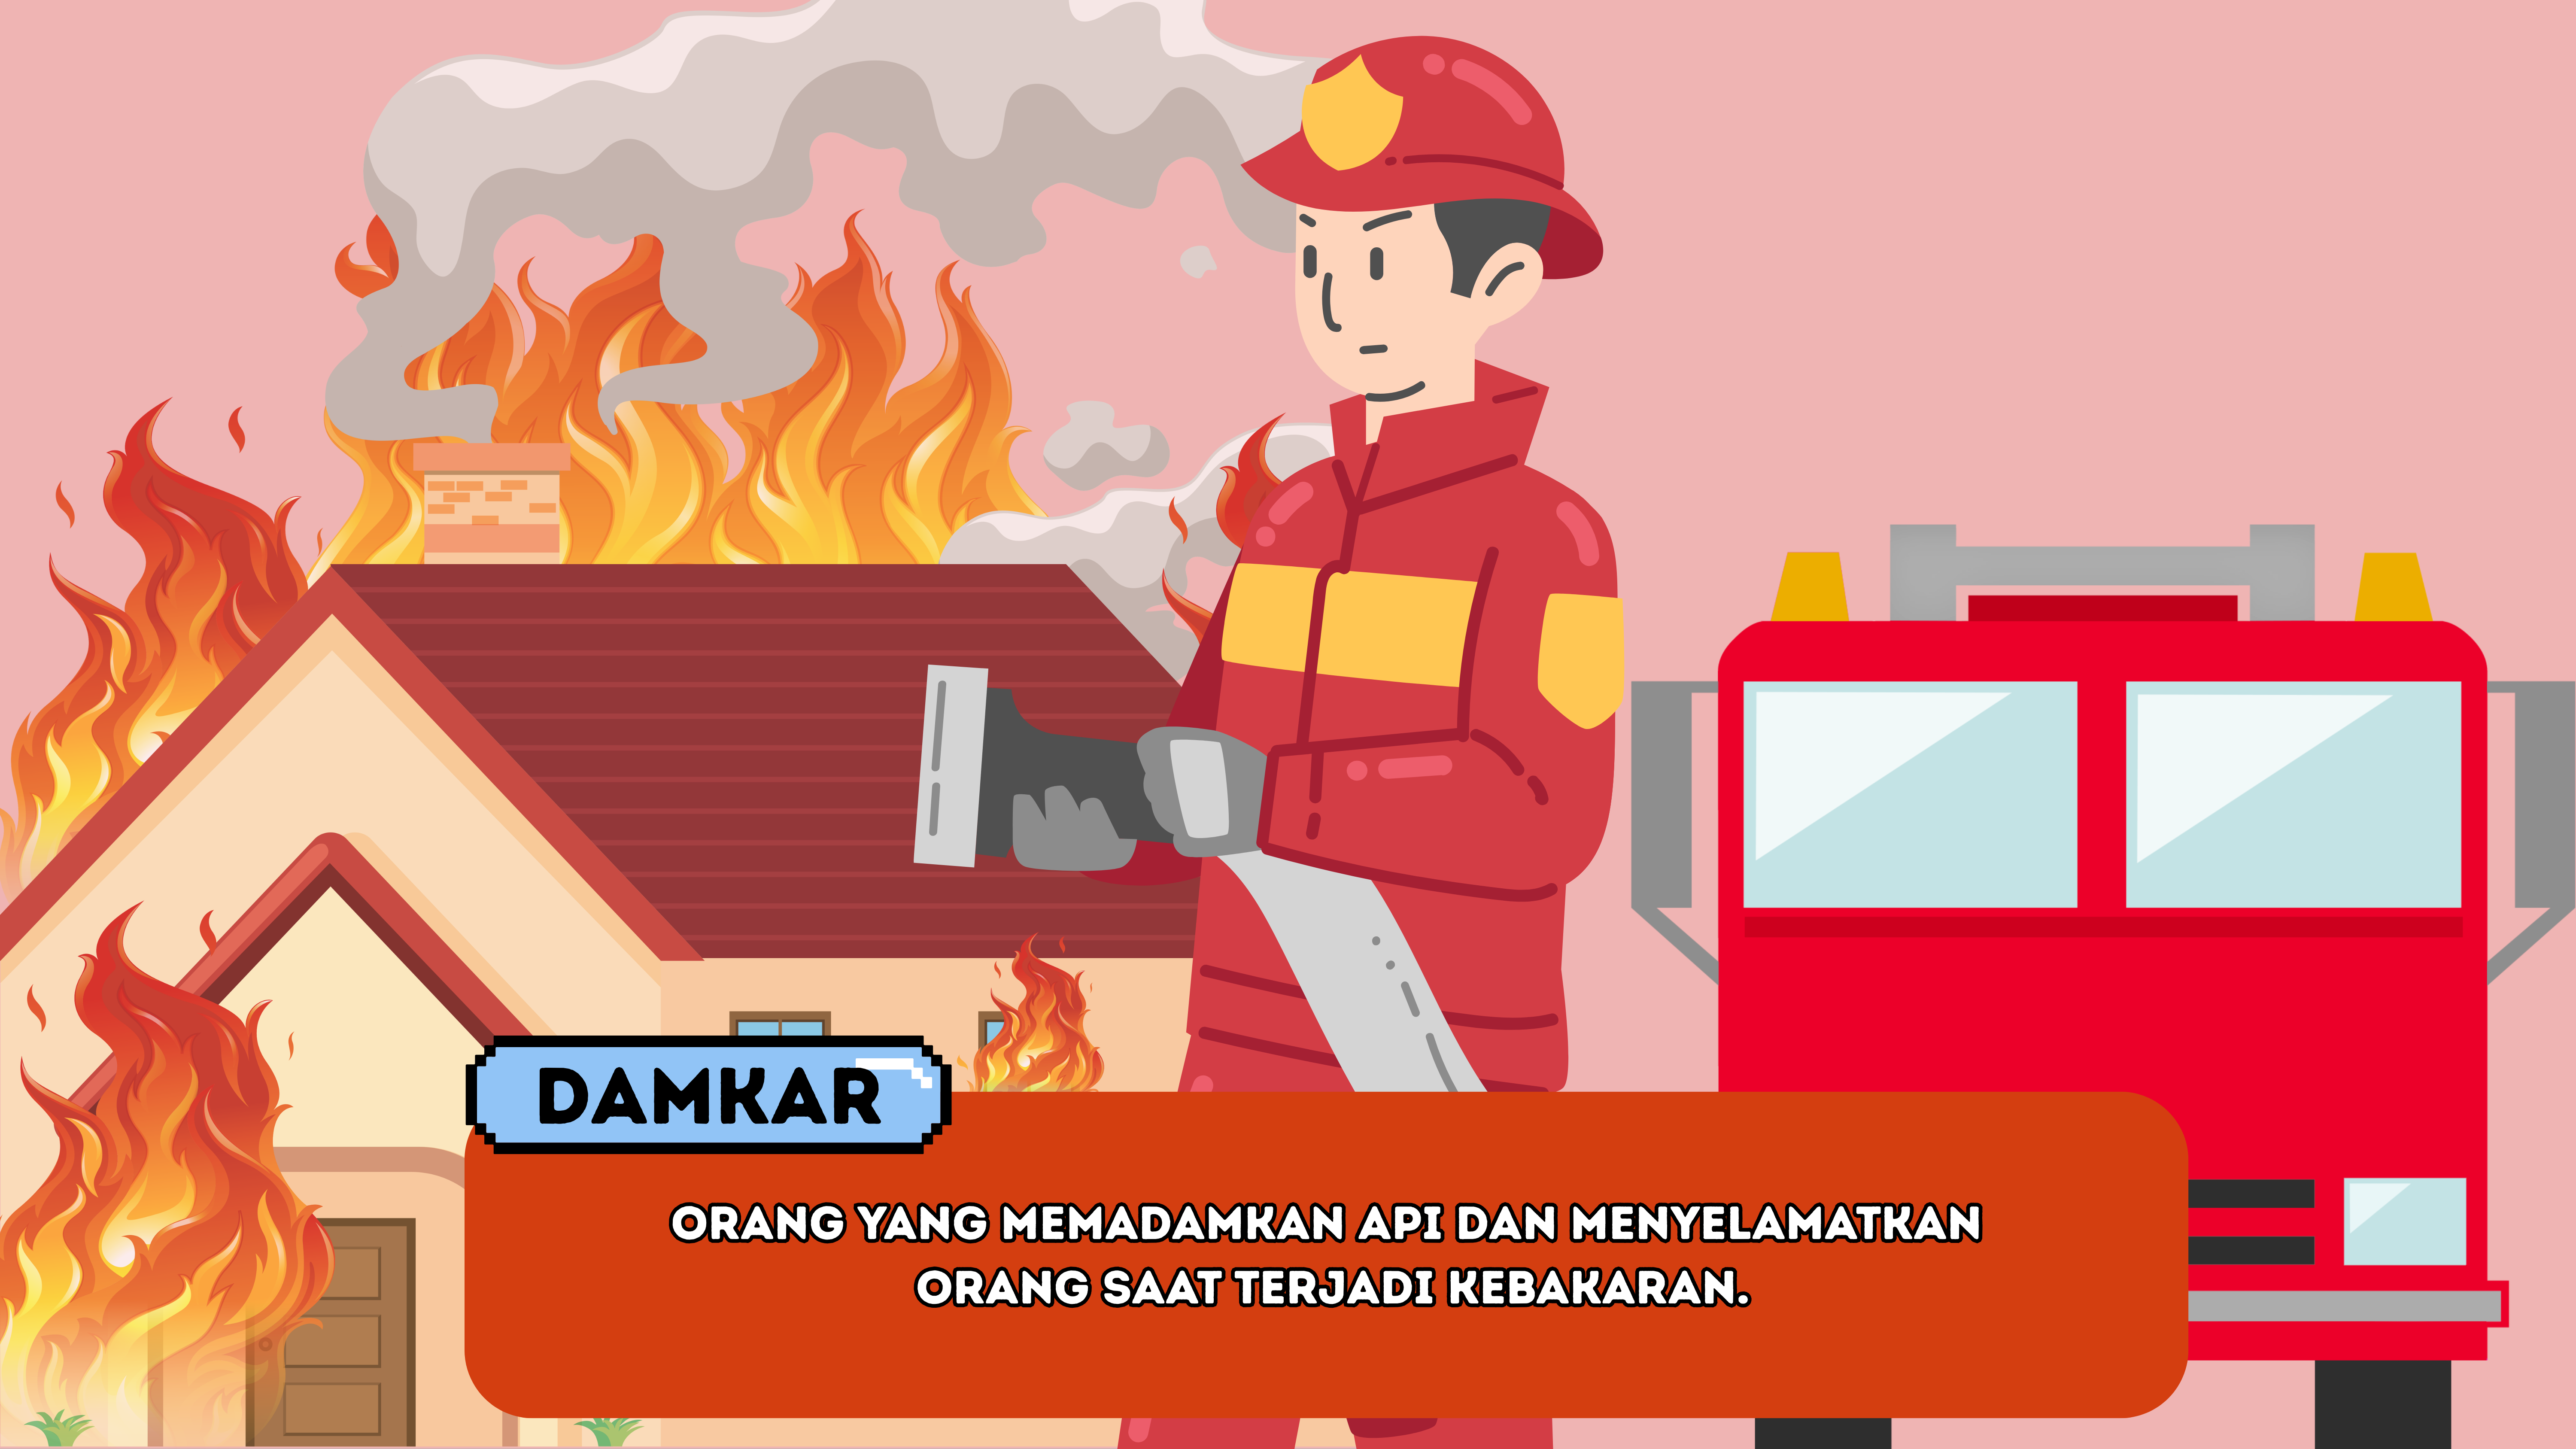 DAMKAR
ORANG YANG MEMADAMKAN API DAN MENYELAMATKAN
ORANG SAAT TERJADI KEBAKARAN.